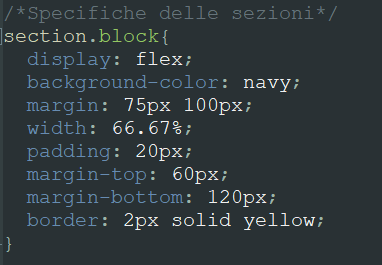 /*Specifiche delle sezioni*/
section.block{
display: flex;
background-color: navy;
margin: 75px 100px;
width: 66.67%;
padding: 20px;
margin-top: 60px;
margin-bottom: 120px;
border: 2px solid yellow;
}